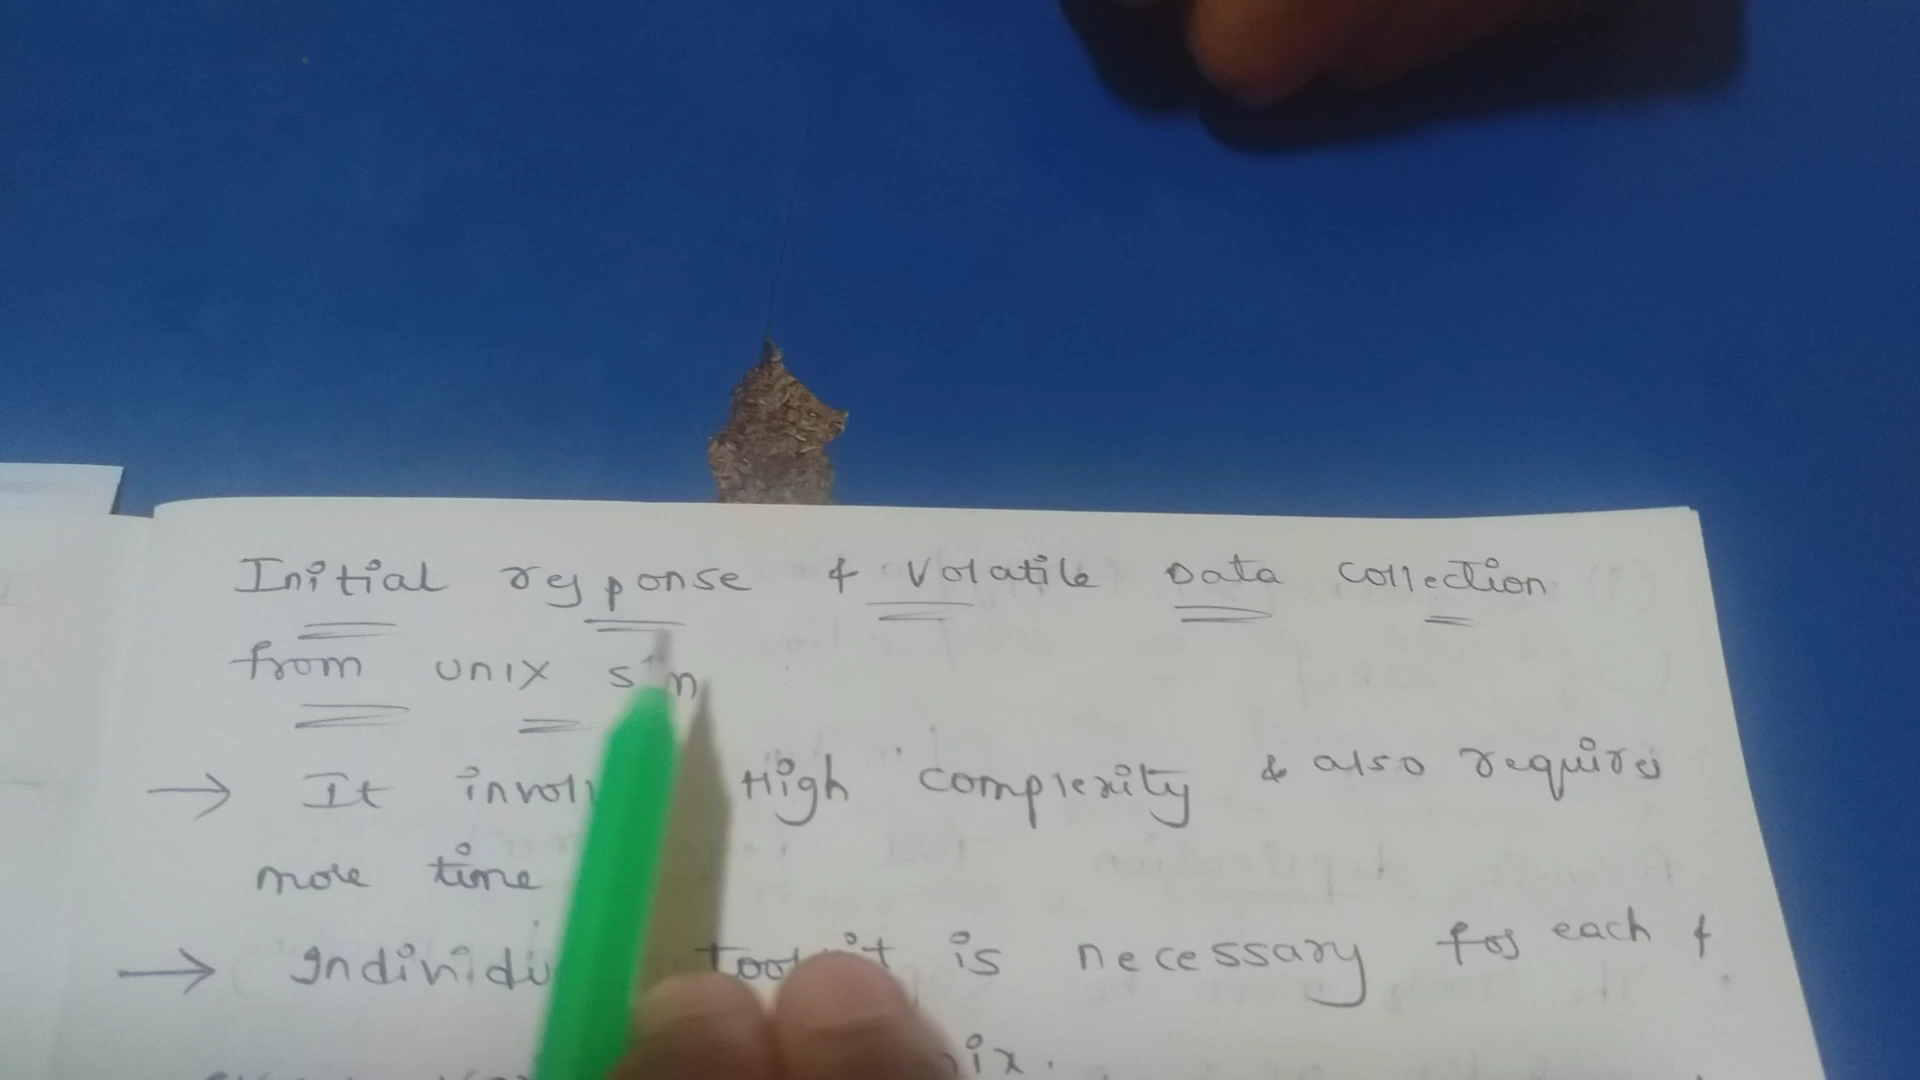 Initial response & Volatile Data Collection
from unix
→ It High complexity & also requires
more time
→ is necessary for each &